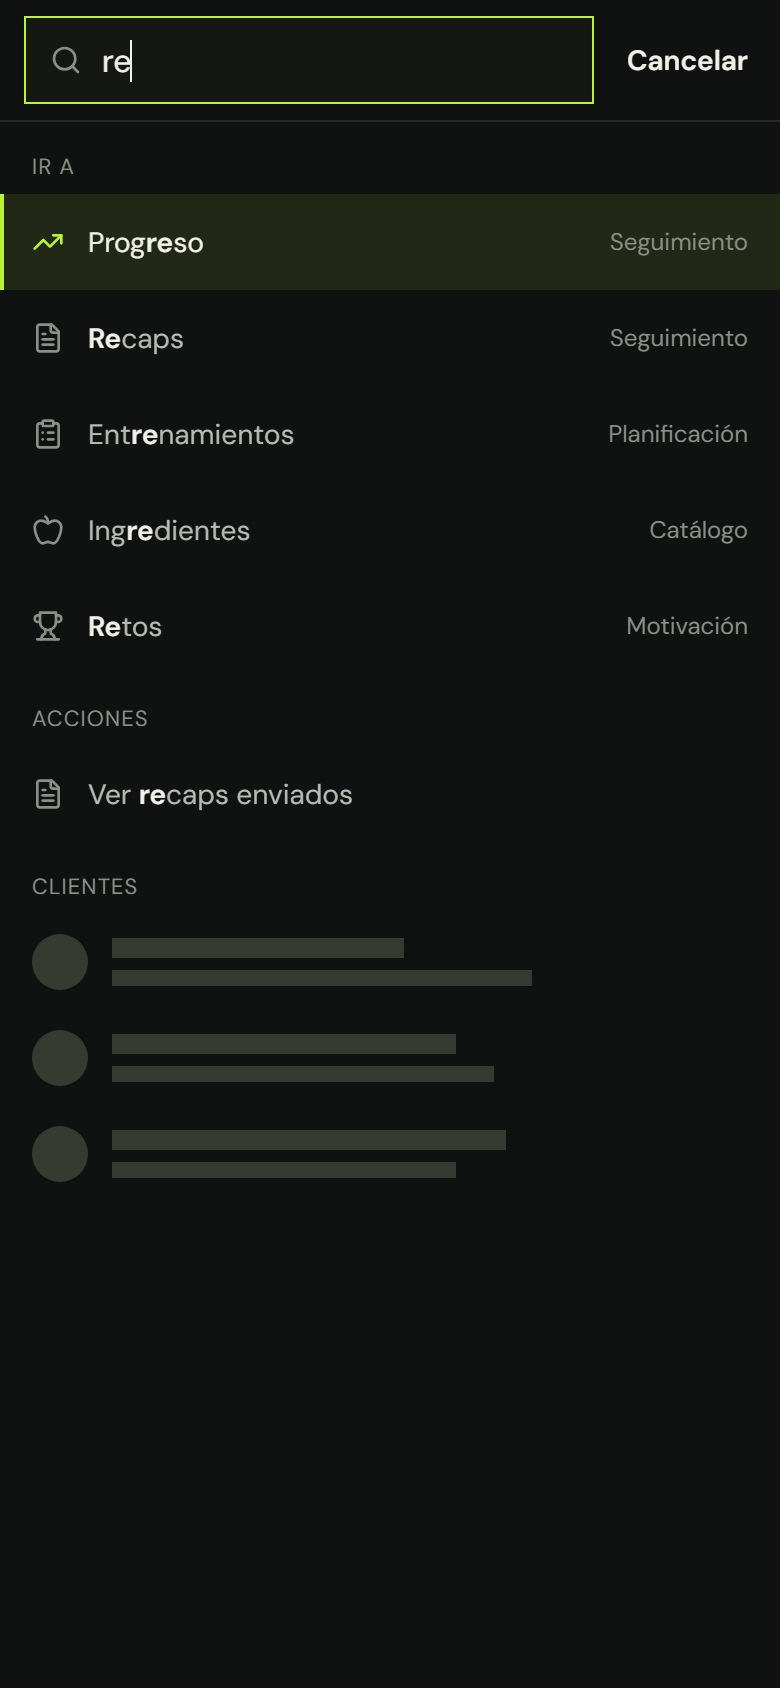 re
Cancelar
IR A
Progreso Seguimiento
Recaps Seguimiento
Entrenamientos Planificación
Ingredientes Catálogo
Retos Motivación
ACCIONES
Ver recaps enviados
CLIENTES